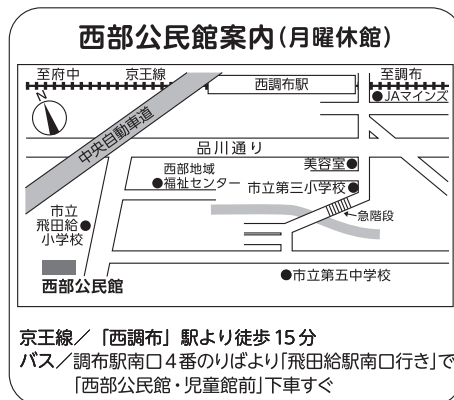 西部公民館案内(月曜休館)
至府中
京王線
西調布駅
至調布
JAマインズ
N
中央自動車道
品川通り
美容室
西部地域
福祉センター
市立第三小学校
急階段
市立
飛田給
小学校
市立第五中学校
西部公民館
京王線/「西調布」駅より徒歩15分
バス/調布駅南口4番のりばより「飛田給駅南口行き」で
「西部公民館・児童館前」下車すぐ